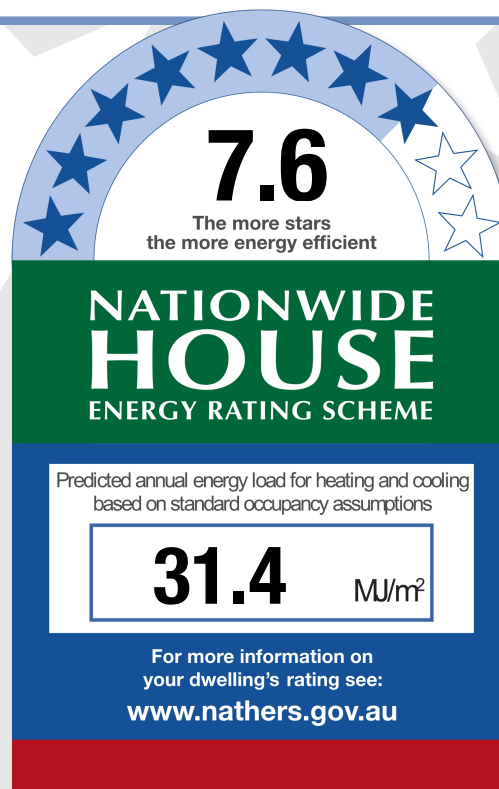 7.6
The more stars
the more energy efficient
NATIONWIDE
HOUSE
ENERGY RATING SCHEME
Predicted annual energy load for heating and cooling
based on standard occupancy assumptions
31.4 MJ/m²
For more information on
your dwelling's rating see:
www.nathers.gov.au